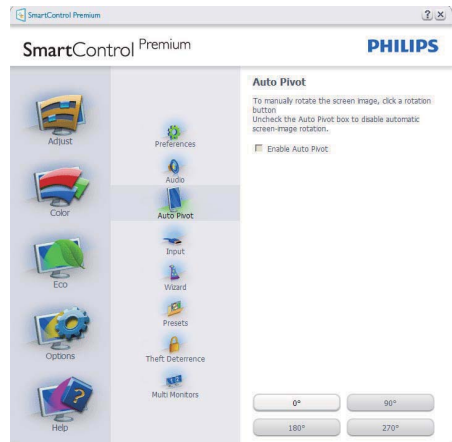 SmartControl Premium
? x
SmartControl Premium
PHILIPS
Adjust
Color
Eco
Options
Help
Preferences
Audio
Auto Pivot
Input
Wizard
Presets
Theft Deterrence
Multi Monitors
Auto Pivot
To manually rotate the screen image, click a rotation
button
Uncheck the Auto Pivot box to disable automatic
screen-image rotation.
Enable Auto Pivot
0°
90°
180°
270°